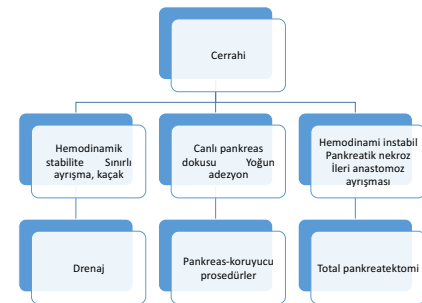 Cerrahi
Hemodinamik
stabilite Sınırlı
ayrışma, kaçak
Canlı pankreas
dokusu Yoğun
adezyon
Hemodinami instabil
Pankreatik nekroz
İleri anastomoz
ayrışması
Drenaj
Pankreas-koruyucu
prosedürler
Total pankreatektomi